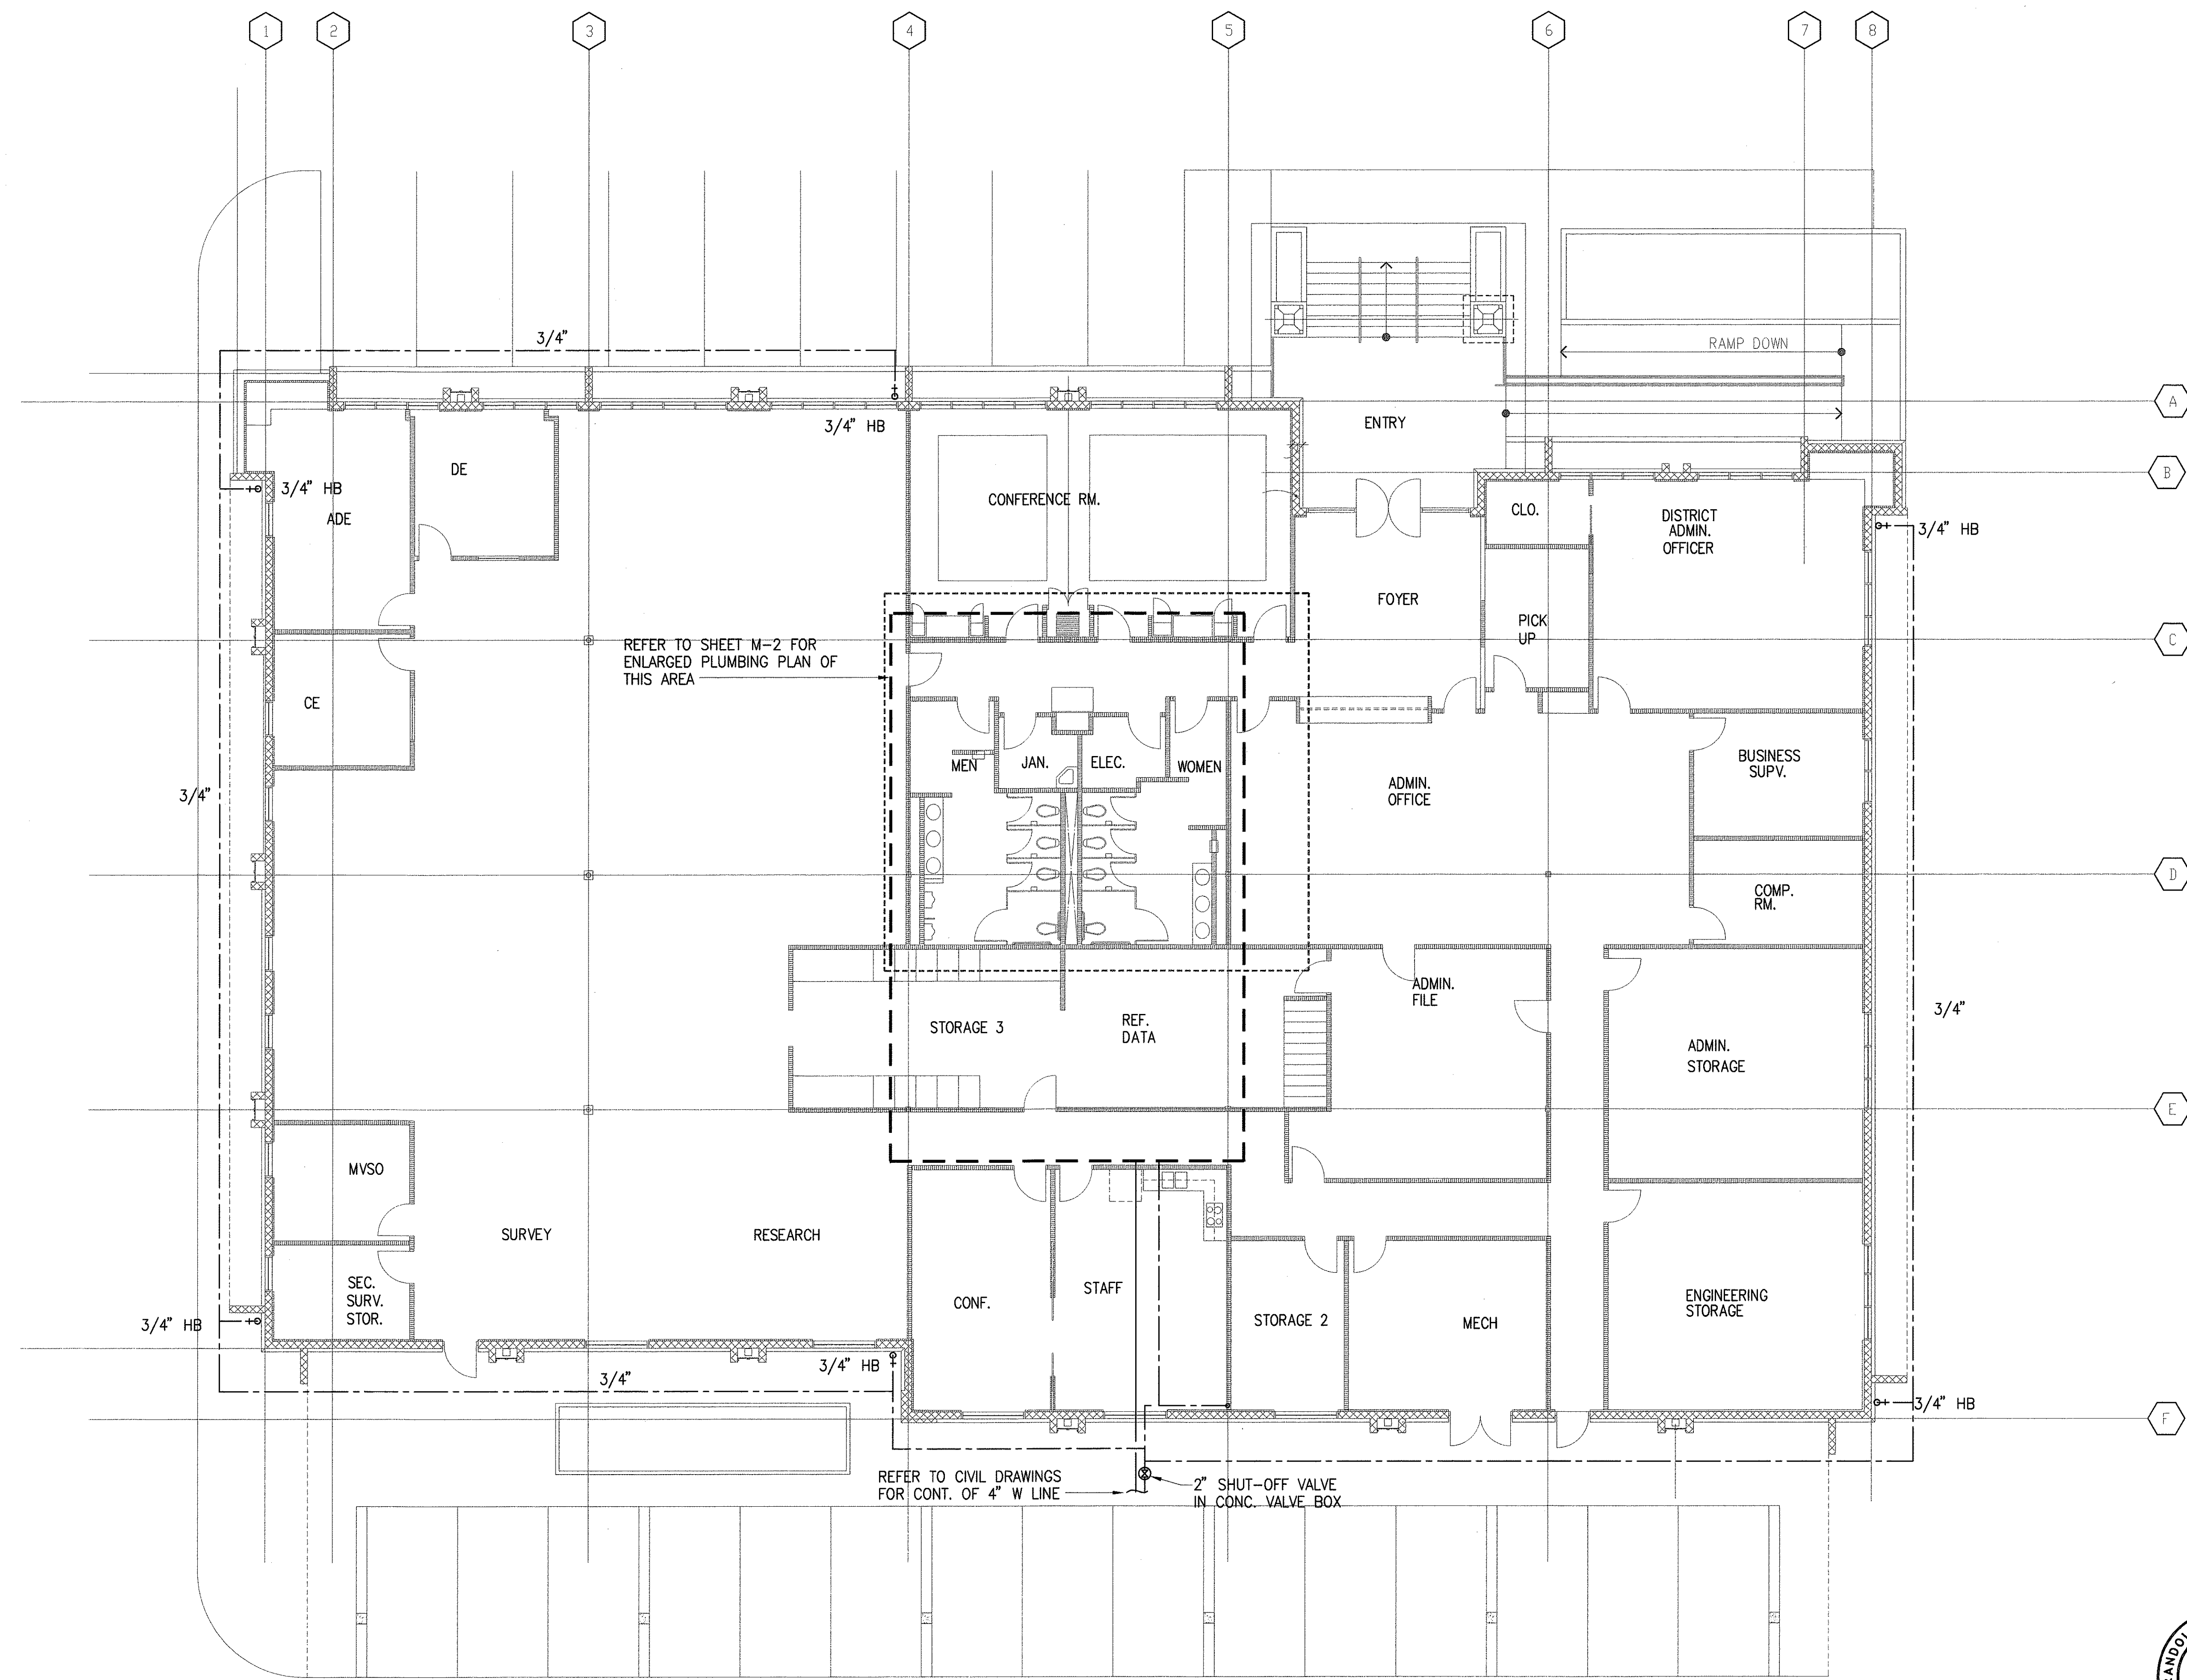 1 2 3 4 5 6 7 8
3/4"
RAMP DOWN
A
ENTRY
3/4" HB
B
DE
3/4" HB
ADE
CONFERENCE RM.
CLO.
DISTRICT
ADMIN.
OFFICER
3/4" HB
FOYER
PICK
UP
C
REFER TO SHEET M-2 FOR
ENLARGED PLUMBING PLAN OF
THIS AREA
CE
MEN
JAN.
ELEC.
WOMEN
BUSINESS
SUPV.
3/4"
ADMIN.
OFFICE
D
COMP.
RM.
ADMIN.
FILE
3/4"
STORAGE 3
REF.
DATA
ADMIN.
STORAGE
E
MVSO
SURVEY
RESEARCH
SEC.
SURV.
STOR.
CONF.
STAFF
ENGINEERING
STORAGE
3/4" HB
STORAGE 2
MECH
3/4" HB
3/4"
3/4" HB
F
REFER TO CIVIL DRAWINGS
FOR CONT. OF 4" W LINE
2" SHUT-OFF VALVE
IN CONC. VALVE BOX